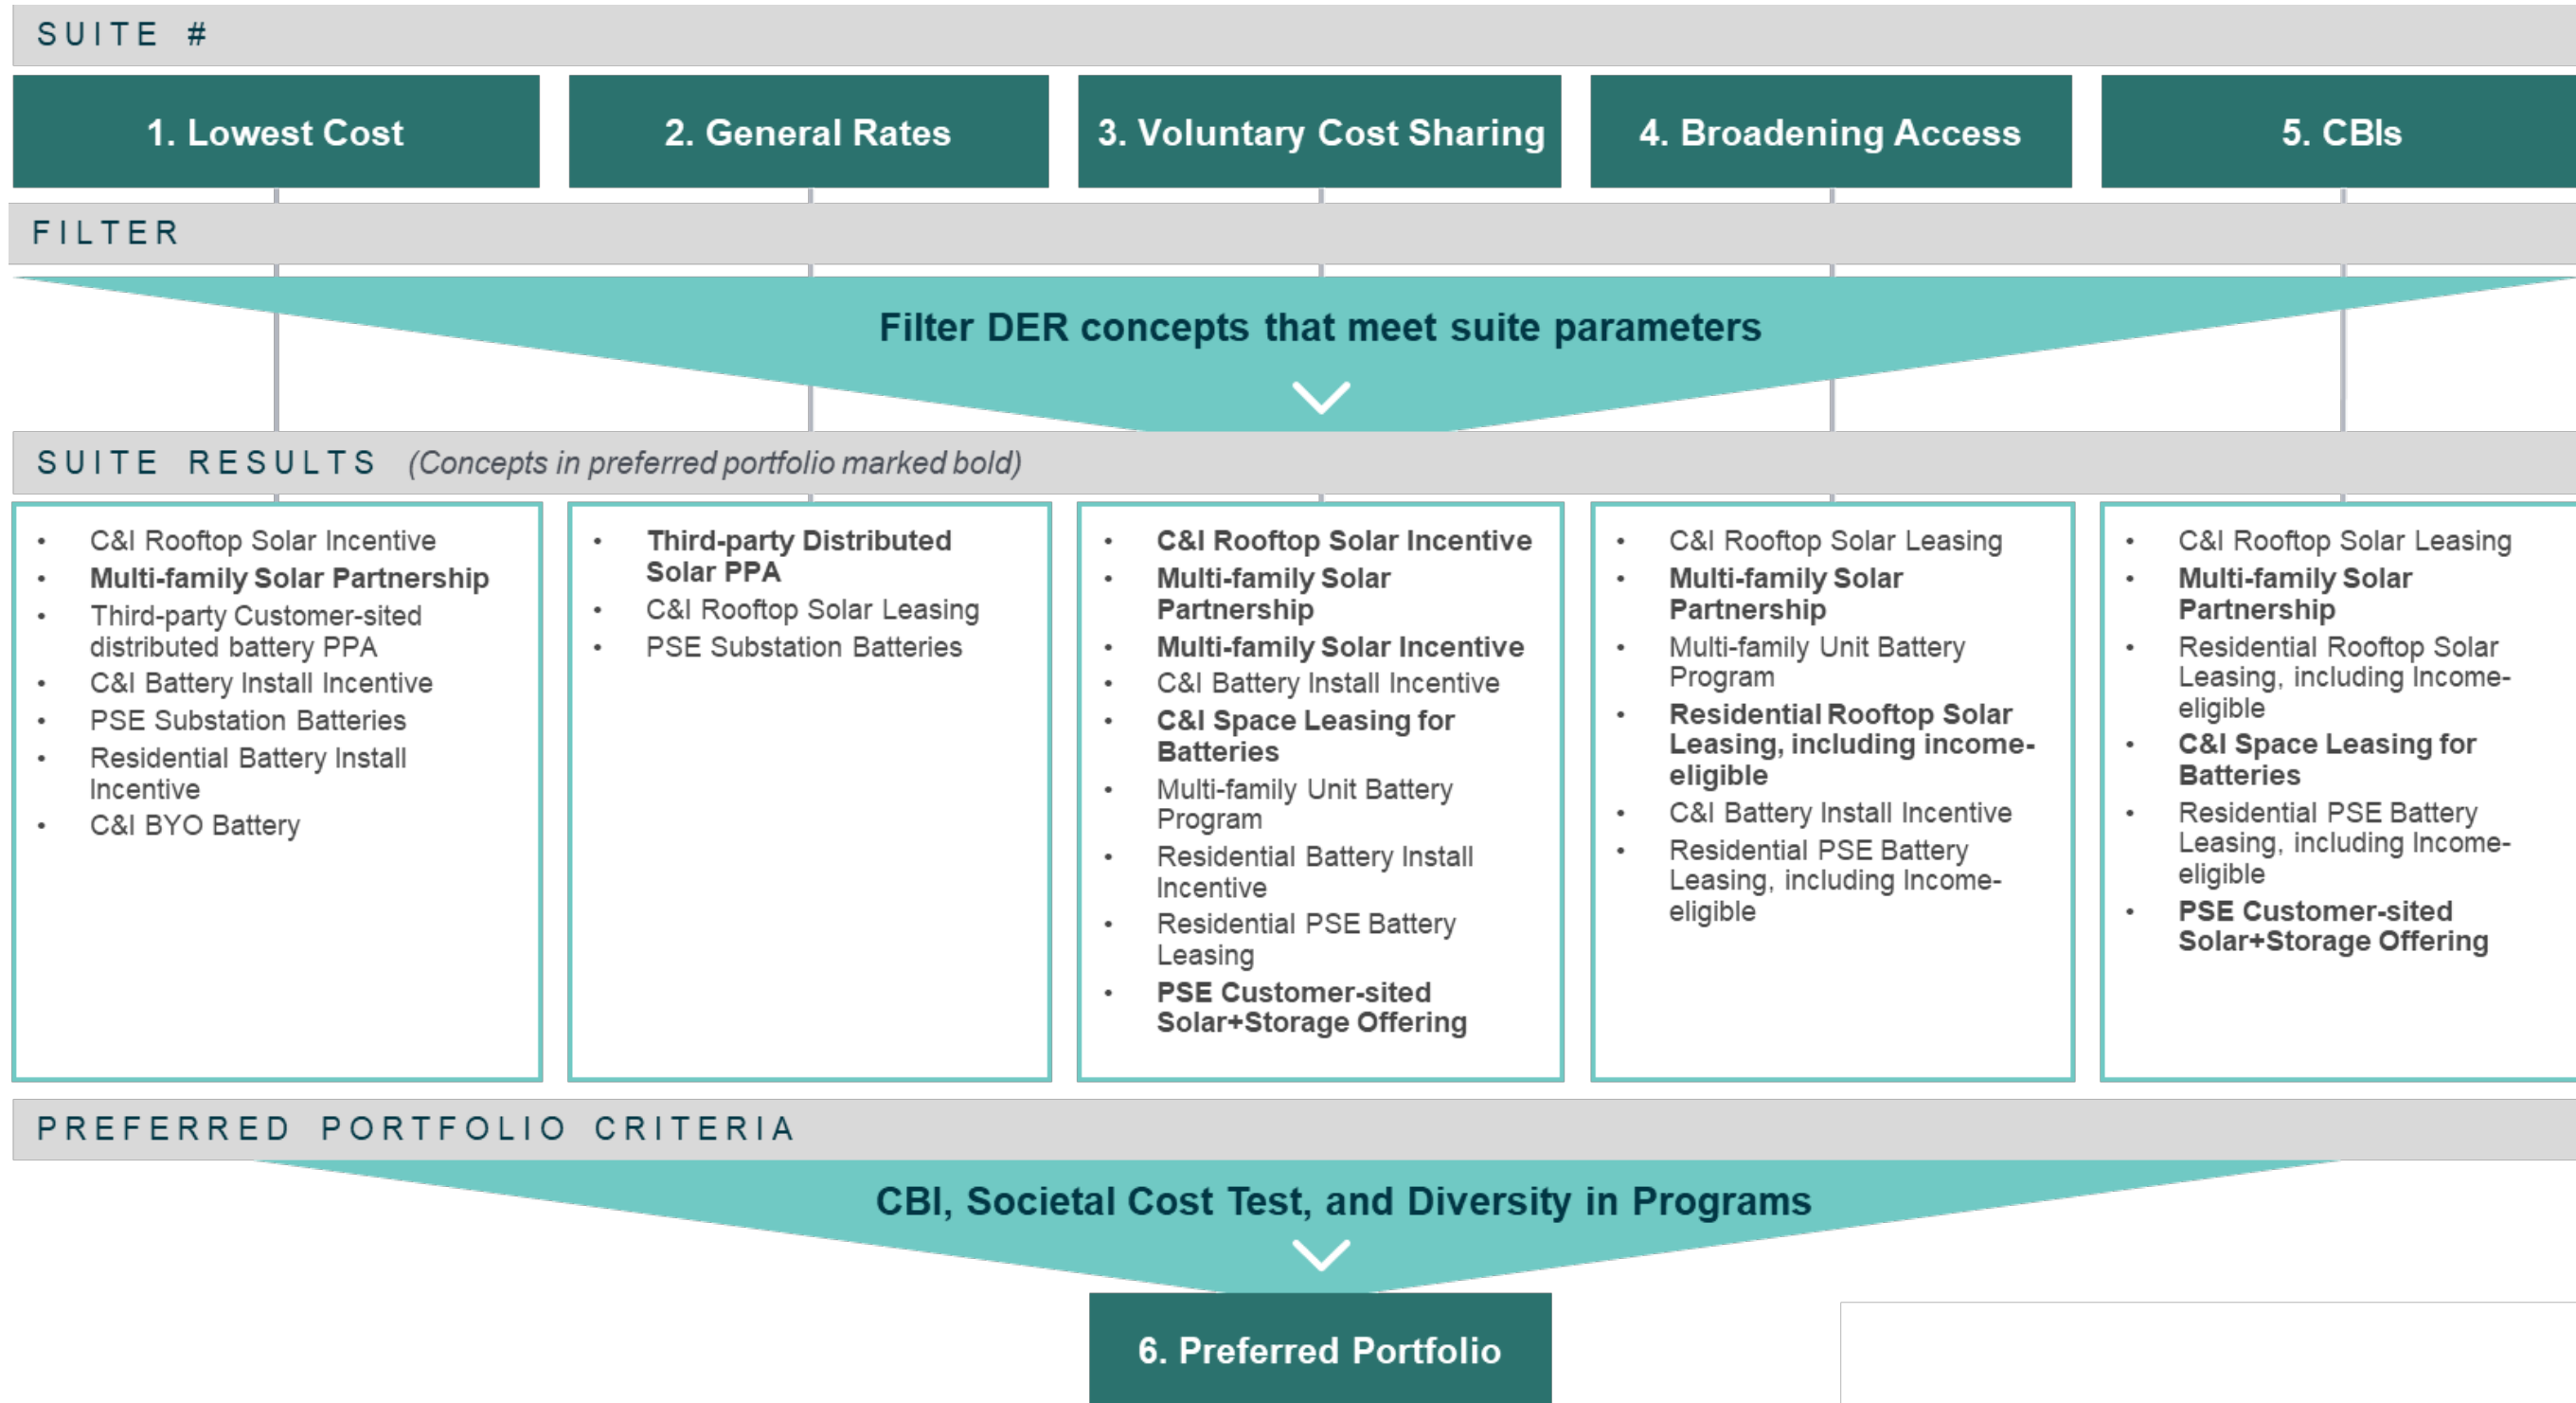 SUITE #
1. Lowest Cost
2. General Rates
3. Voluntary Cost Sharing
4. Broadening Access
5. CBIs
FILTER
Filter DER concepts that meet suite parameters
SUITE RESULTS (Concepts in preferred portfolio marked bold)
• C&I Rooftop Solar Incentive
• Multi-family Solar Partnership
• Third-party Customer-sited
distributed battery PPA
• C&I Battery Install Incentive
• PSE Substation Batteries
• Residential Battery Install
Incentive
• C&I BYO Battery
• Third-party Distributed
Solar PPA
• C&I Rooftop Solar Leasing
• PSE Substation Batteries
• C&I Rooftop Solar Incentive
• Multi-family Solar
Partnership
• Multi-family Solar Incentive
• C&I Battery Install Incentive
• C&I Space Leasing for
Batteries
• Multi-family Unit Battery
Program
• Residential Battery Install
Incentive
• Residential PSE Battery
Leasing
• PSE Customer-sited
Solar+Storage Offering
• C&I Rooftop Solar Leasing
• Multi-family Solar
Partnership
• Multi-family Unit Battery
Program
• Residential Rooftop Solar
Leasing, including income-
eligible
• C&I Battery Install Incentive
• Residential PSE Battery
Leasing, including Income-
eligible
• C&I Rooftop Solar Leasing
• Multi-family Solar
Partnership
• Residential Rooftop Solar
Leasing, including Income-
eligible
• C&I Space Leasing for
Batteries
• Residential PSE Battery
Leasing, including Income-
eligible
• PSE Customer-sited
Solar+Storage Offering
PREFERRED PORTFOLIO CRITERIA
CBI, Societal Cost Test, and Diversity in Programs
6. Preferred Portfolio